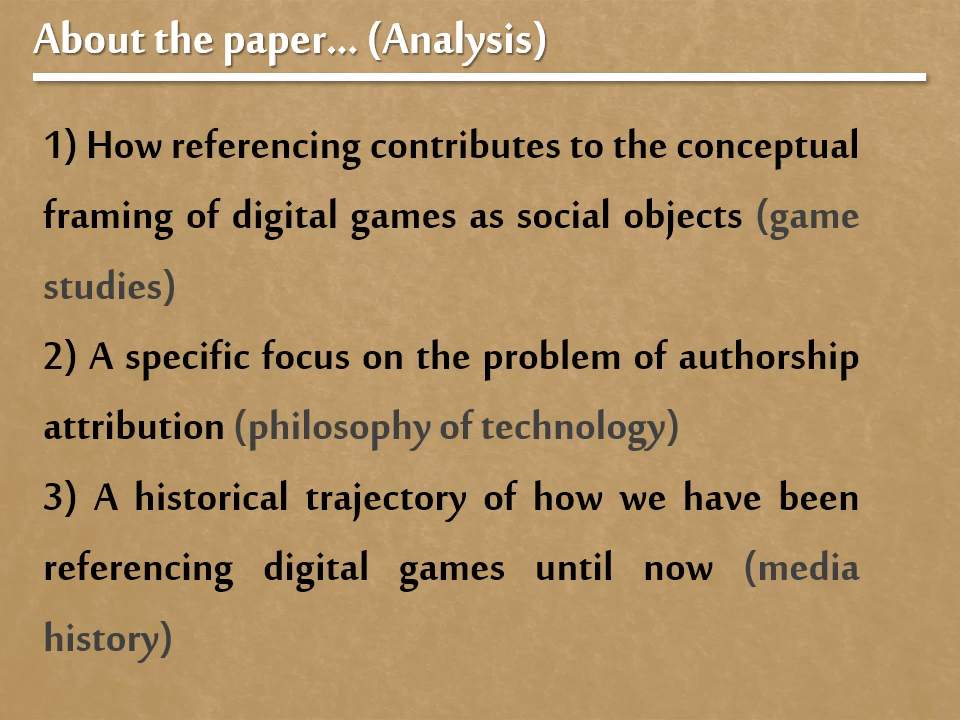 About the paper... (Analysis)
1) How referencing contributes to the conceptual
framing of digital games as social objects (game
studies)
2) A specific focus on the problem of authorship
attribution (philosophy of technology)
3) A historical trajectory of how we have been
referencing digital games until now (media
history)